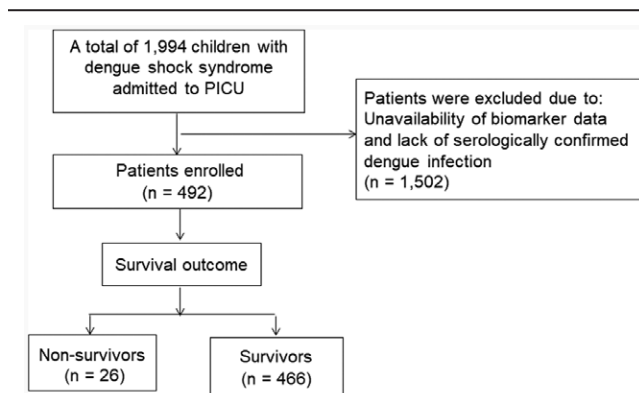 A total of 1,994 children with
dengue shock syndrome
admitted to PICU
Patients were excluded due to:
Unavailability of biomarker data
and lack of serologically confirmed
dengue infection
(n = 1,502)
Patients enrolled
(n = 492)
Survival outcome
Non-survivors
(n = 26)
Survivors
(n = 466)